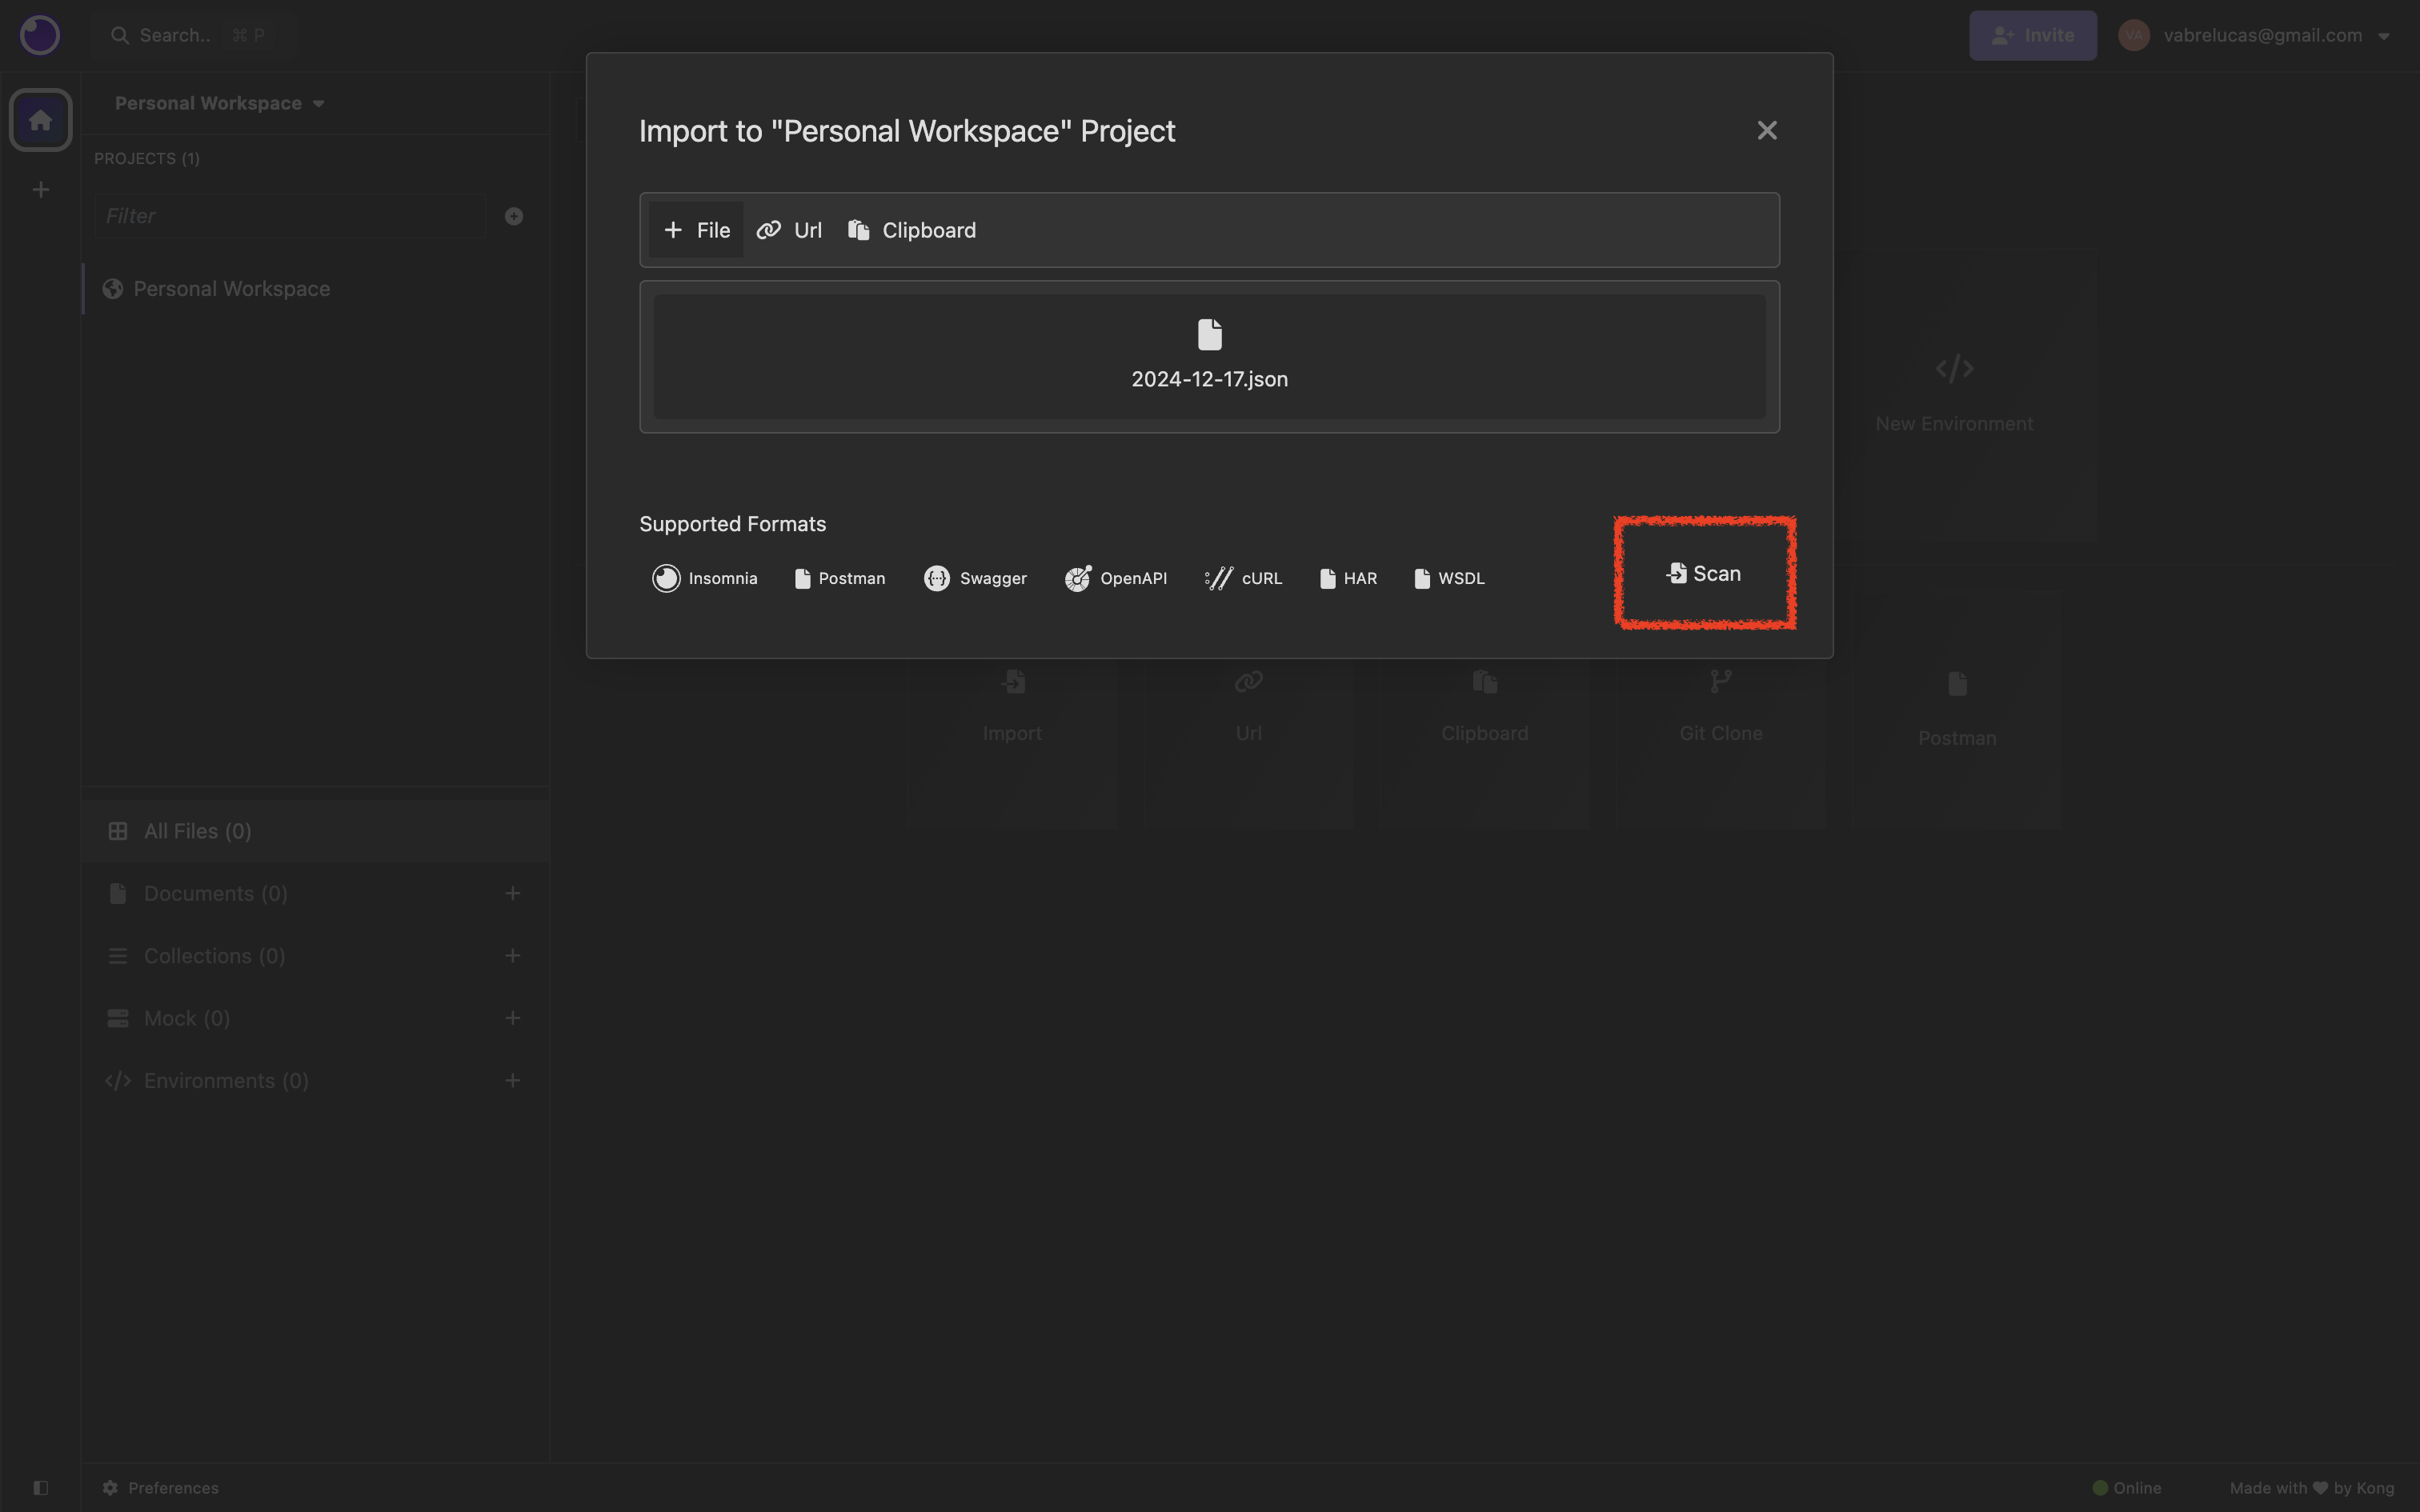 Search.. ⌘ P
Invite
VA vabrelucas@gmail.com
Personal Workspace
PROJECTS (1)
Filter
Personal Workspace
Import to "Personal Workspace" Project
File Url Clipboard
2024-12-17.json
Supported Formats
Insomnia Postman Swagger OpenAPI cURL HAR WSDL
Scan
New Environment
Import Url Clipboard Git Clone Postman
All Files (0)
Documents (0)
Collections (0)
Mock (0)
Environments (0)
Preferences
Online
Made with ♥ by Kong